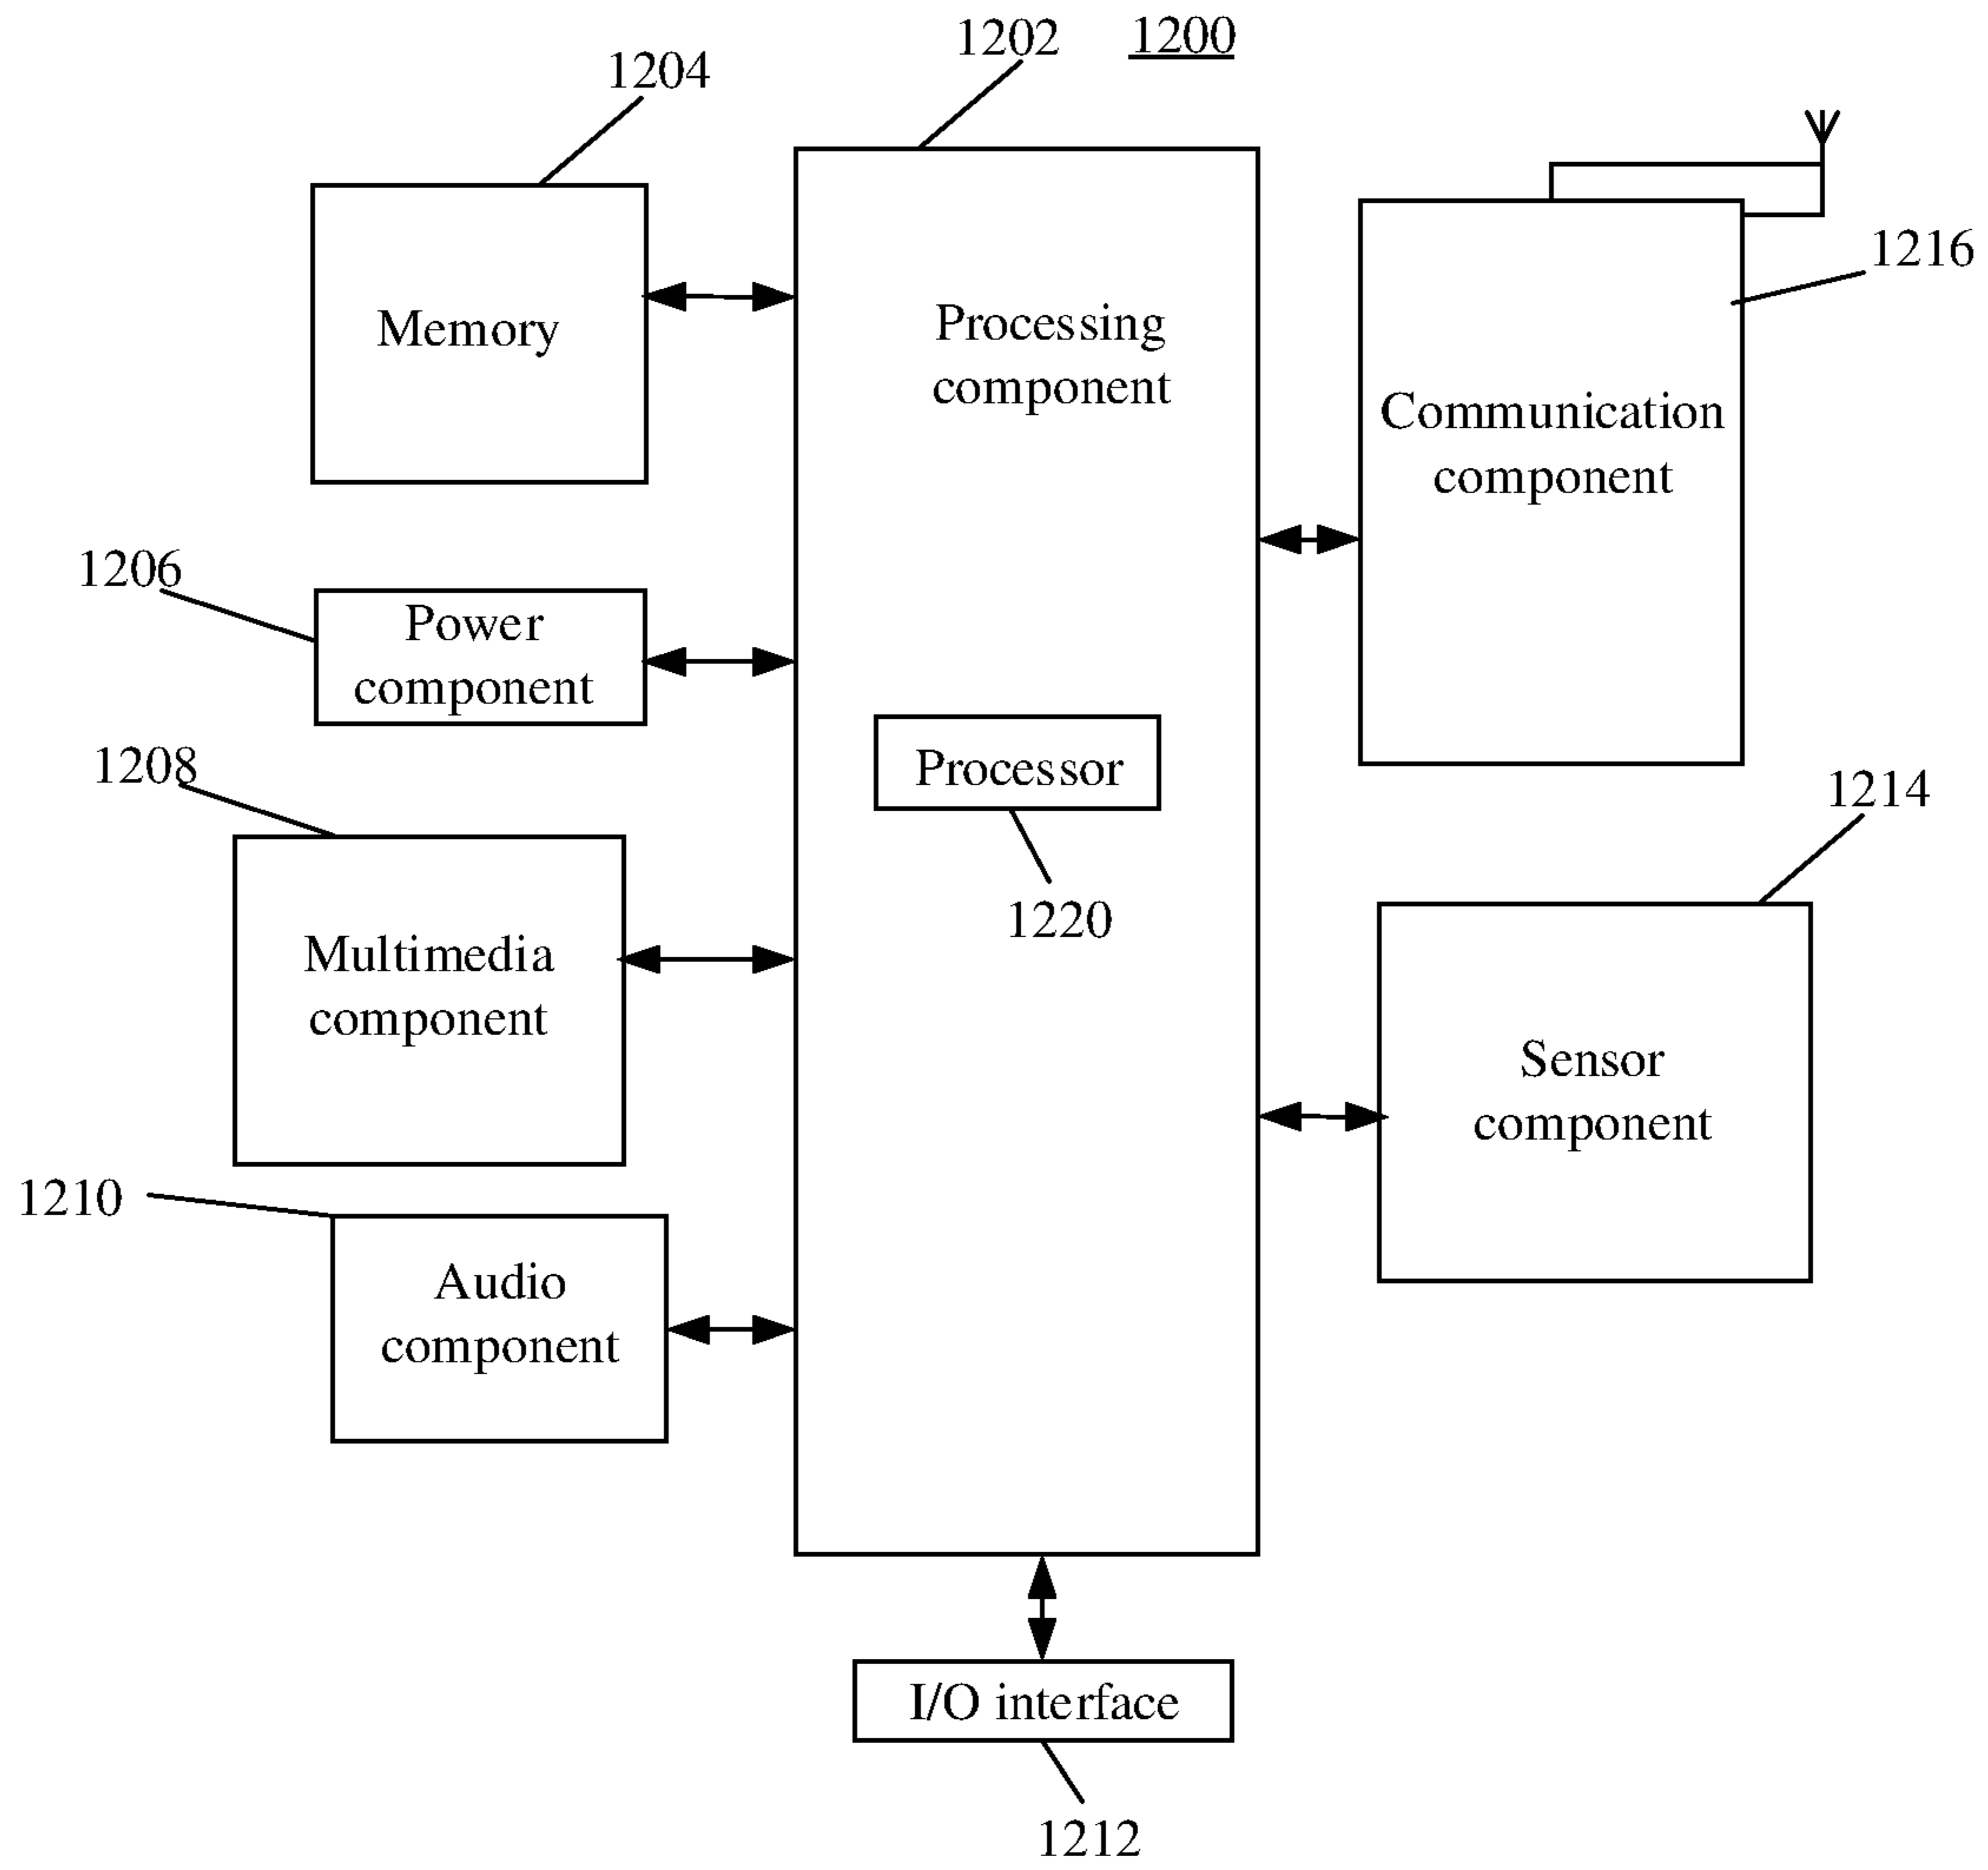 1202
1200
1204
1216
Memory
Processing
component
Communication
component
1206
Power
component
1208
Processor
1214
1220
Multimedia
component
Sensor
component
1210
Audio
component
I/O interface
1212